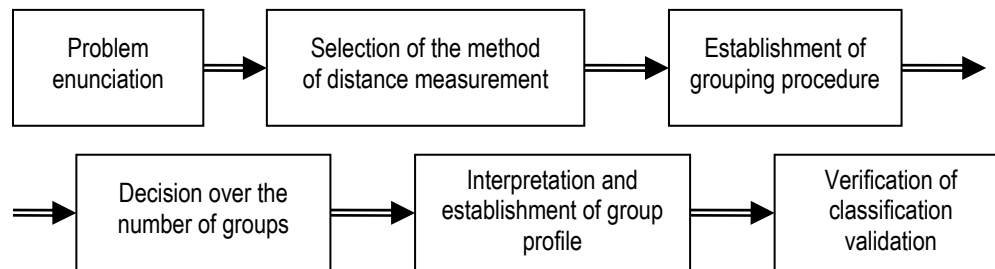 Problem
enunciation
Selection of the method
of distance measurement
Establishment of
grouping procedure
Decision over the
number of groups
Interpretation and
establishment of group
profile
Verification of
classification
validation